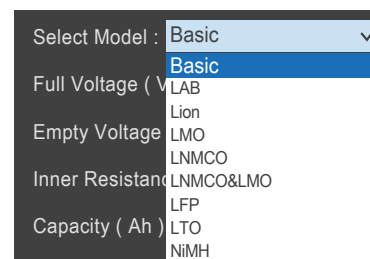 Select Model : Basic
Basic
Full Voltage ( V
LAB
Lion
Empty Voltage
LMO
LNMCO
Inner Resistanc
LNMCO&LMO
LFP
Capacity ( Ah )
LTO
NiMH